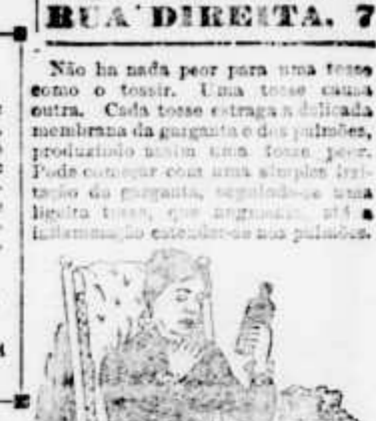 RUA DIREITA. 7
Não ha nada peor para uma tosse
como o tossir. Uma tosse causa
outra. Cada tosse estraga a delicada
membrana da garganta e dos pulmões,
produzindo assim uma tosse peor.
Pode começar com uma simples irri-
tação da garganta, seguindo-se uma
ligeira tosse, que augmenta, até a
inflammação estender-se aos pulmões.